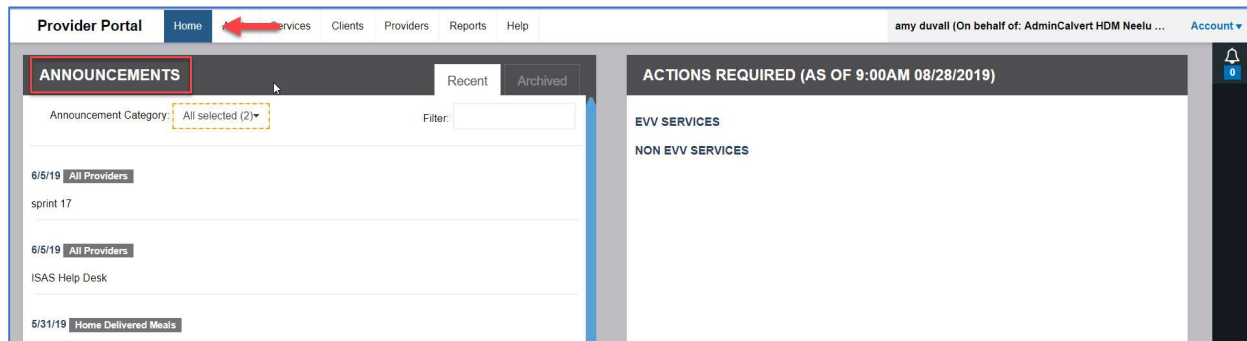 Provider Portal Home Services Clients Providers Reports Help amy duvall (On behalf of: AdminCalvert HDM Neelu ... Account
0
ANNOUNCEMENTS Recent Archived
Announcement Category: All selected (2) Filter:
6/5/19 All Providers
sprint 17
6/5/19 All Providers
ISAS Help Desk
5/31/19 Home Delivered Meals
ACTIONS REQUIRED (AS OF 9:00AM 08/28/2019)
EVV SERVICES
NON EVV SERVICES